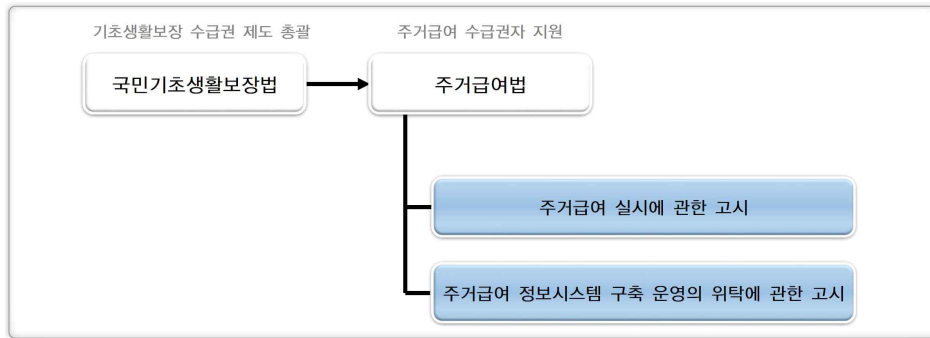 기초생활보장 수급권 제도 총괄
주거급여 수급권자 지원
국민기초생활보장법
주거급여법
주거급여 실시에 관한 고시
주거급여 정보시스템 구축 운영의 위탁에 관한 고시